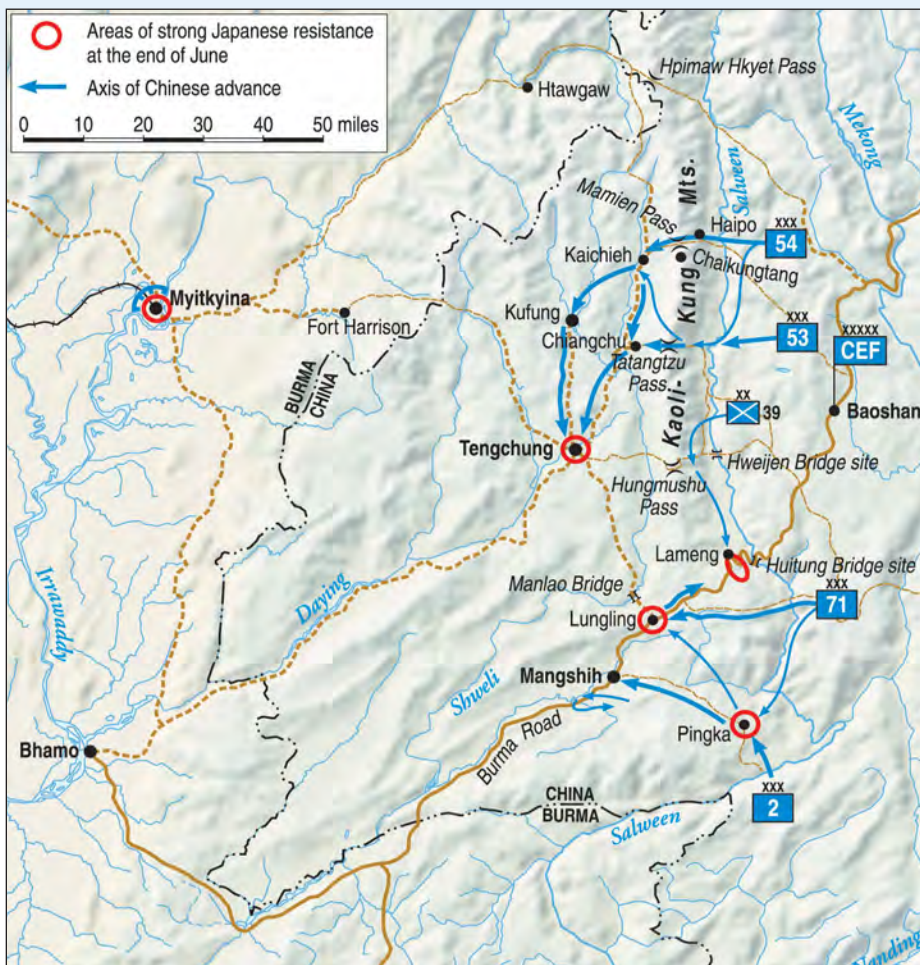 Areas of strong Japanese resistance
at the end of June
Axis of Chinese advance
0 10 20 30 40 50 miles
Hpimaw Hkyet Pass
Htawgaw
Mekong
Salween
Mts.
Mamien Pass
Haipo
xxx
54
Kaichieh
Chaikungtang
Myitkyina
Kung
Kufung
Fort Harrison
xxx
53
xxxxx
CEF
Chiangchu
Tatangtzu
Pass
BURMA
CHINA
Kaoli-
xx
39
Baoshan
Tengchung
Hweijen Bridge site
Hungmushu
Pass
Lameng
Huitung Bridge site
Irrawaddy
Manlao Bridge
xxx
71
Daying
Lungling
Mangshih
Shweli
Pingka
Burma Road
Bhamo
CHINA
BURMA
xxx
2
Salween
Nanding